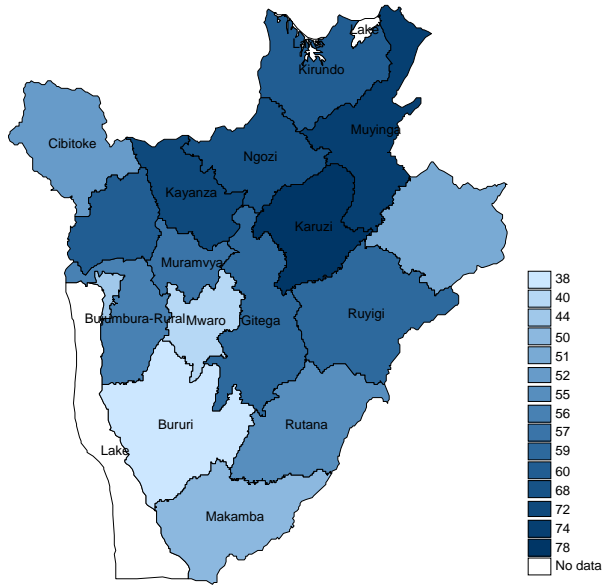 Lake
Lake
Kirundo
Muyinga
Cibitoke
Ngozi
Kayanza
Karuzi
Muramvya
Bujumbura-Rural
Mwaro
Gitega
Ruyigi
Bururi
Rutana
Lake
Makamba
38
40
44
50
51
52
55
56
57
59
60
68
72
74
78
No data